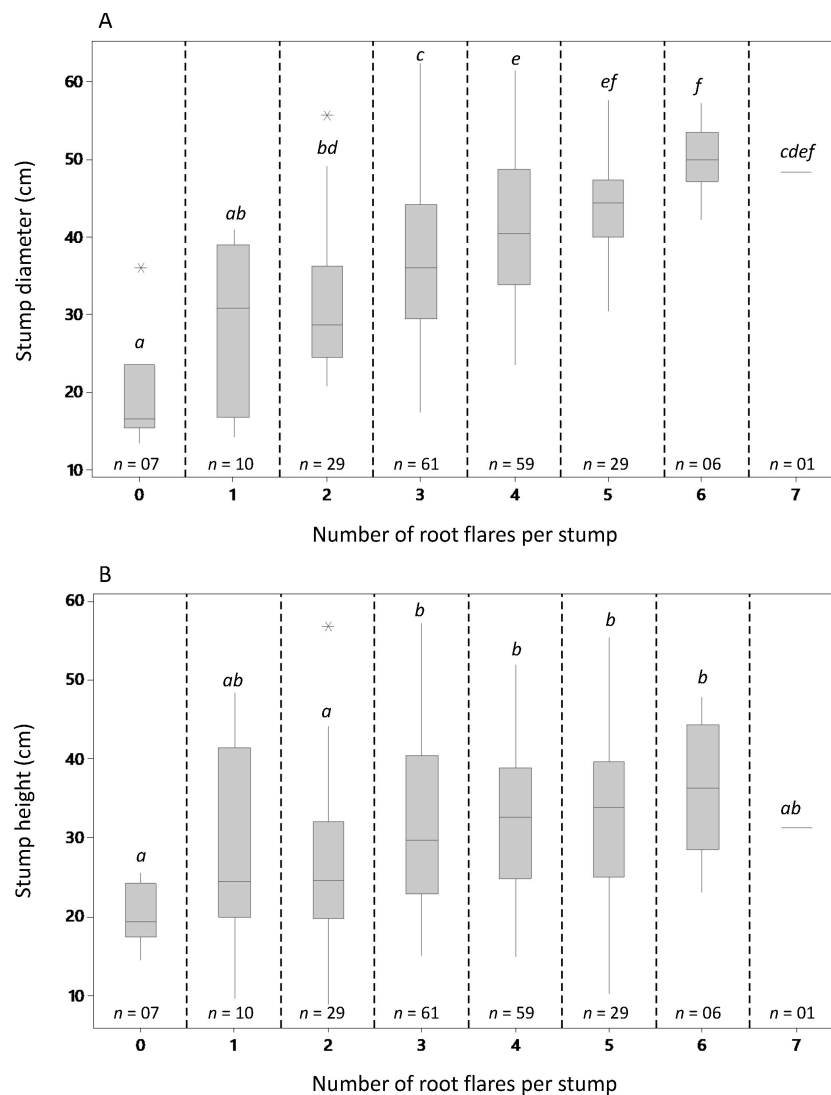 A
60
50
40
30
20
10
Stump diameter (cm)
a
ab
bd
c
e
ef
f
cdef
n = 07 n = 10 n = 29 n = 61 n = 59 n = 29 n = 06 n = 01
0 1 2 3 4 5 6 7
Number of root flares per stump
B
60
50
40
30
20
10
Stump height (cm)
a
ab
a
b
b
b
b
ab
n = 07 n = 10 n = 29 n = 61 n = 59 n = 29 n = 06 n = 01
0 1 2 3 4 5 6 7
Number of root flares per stump